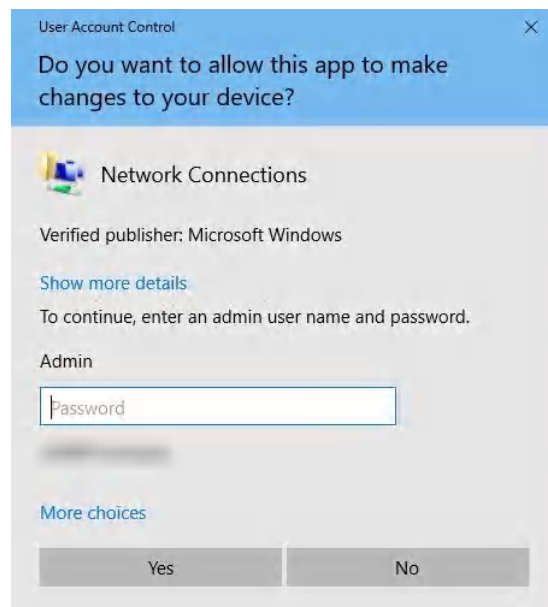 User Account Control
Do you want to allow this app to make
changes to your device?
Network Connections
Verified publisher: Microsoft Windows
Show more details
To continue, enter an admin user name and password.
Admin
Password
More choices
Yes
No